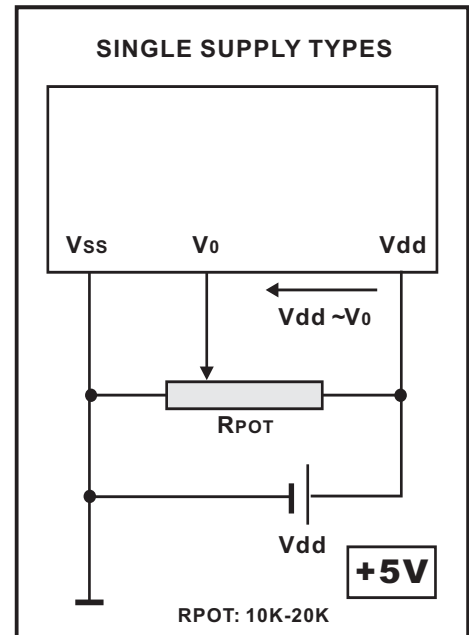 SINGLE SUPPLY TYPES
Vss V0 Vdd
Vdd ~V0
RPOT
Vdd
+5V
RPOT: 10K-20K